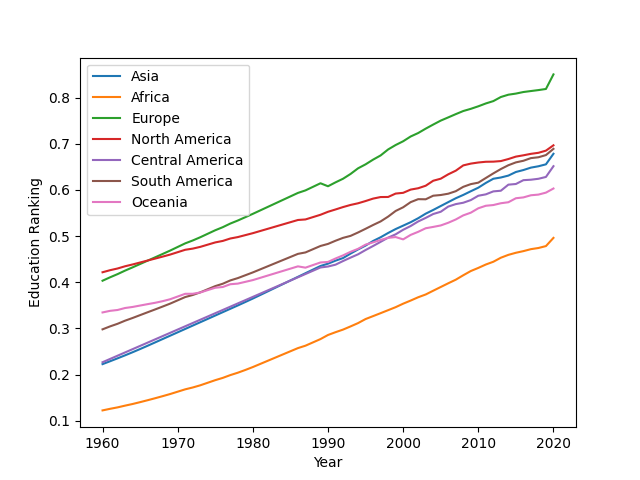 Asia
Africa
Europe
North America
Central America
South America
Oceania
Education Ranking
0.8
0.7
0.6
0.5
0.4
0.3
0.2
0.1
1960 1970 1980 1990 2000 2010 2020
Year